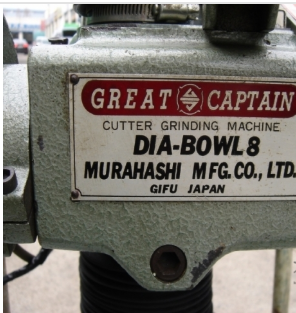 GREAT CAPTAIN
CUTTER GRINDING MACHINE
DIA-BOWL 8
MURAHASHI MFG.CO., LTD.
GIFU JAPAN